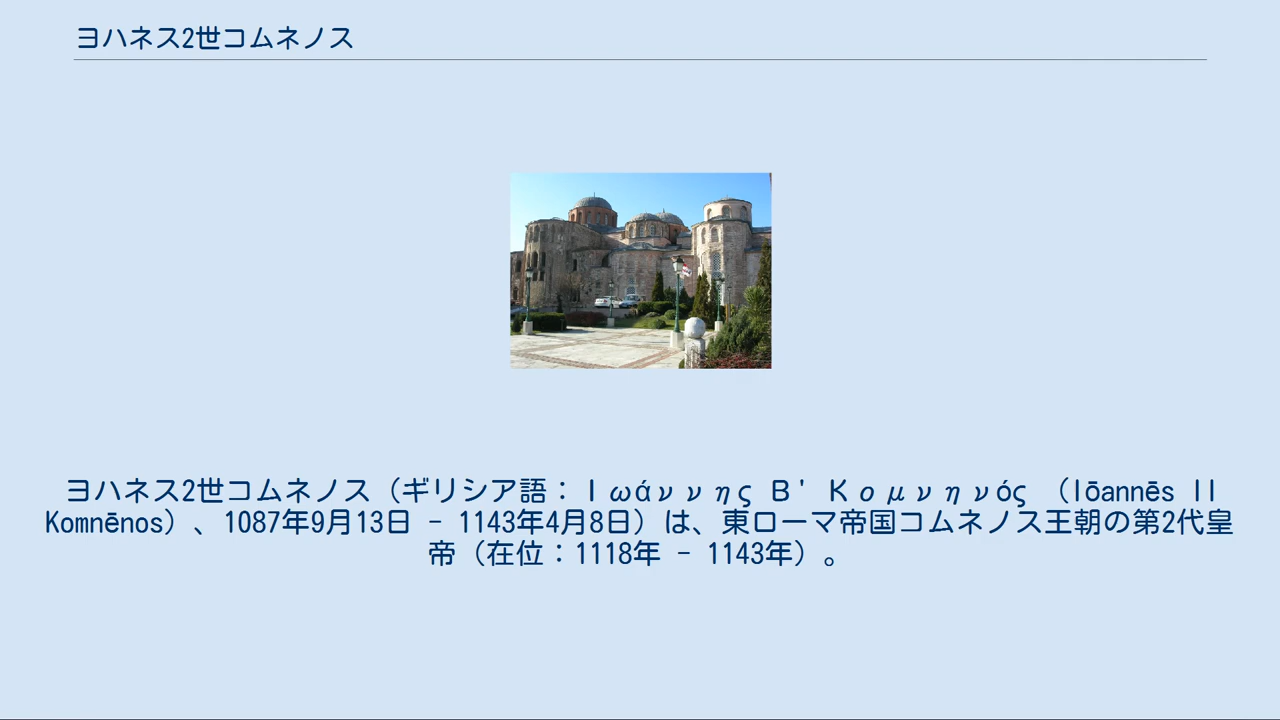 ヨハネス2世コムネノス
ヨハネス2世コムネノス（ギリシア語：Ιωάννης Β' Κομνηνός （Iōannēs II
Komnēnos）、1087年9月13日 - 1143年4月8日）は、東ローマ帝国コムネノス王朝の第2代皇
帝（在位：1118年 - 1143年）。